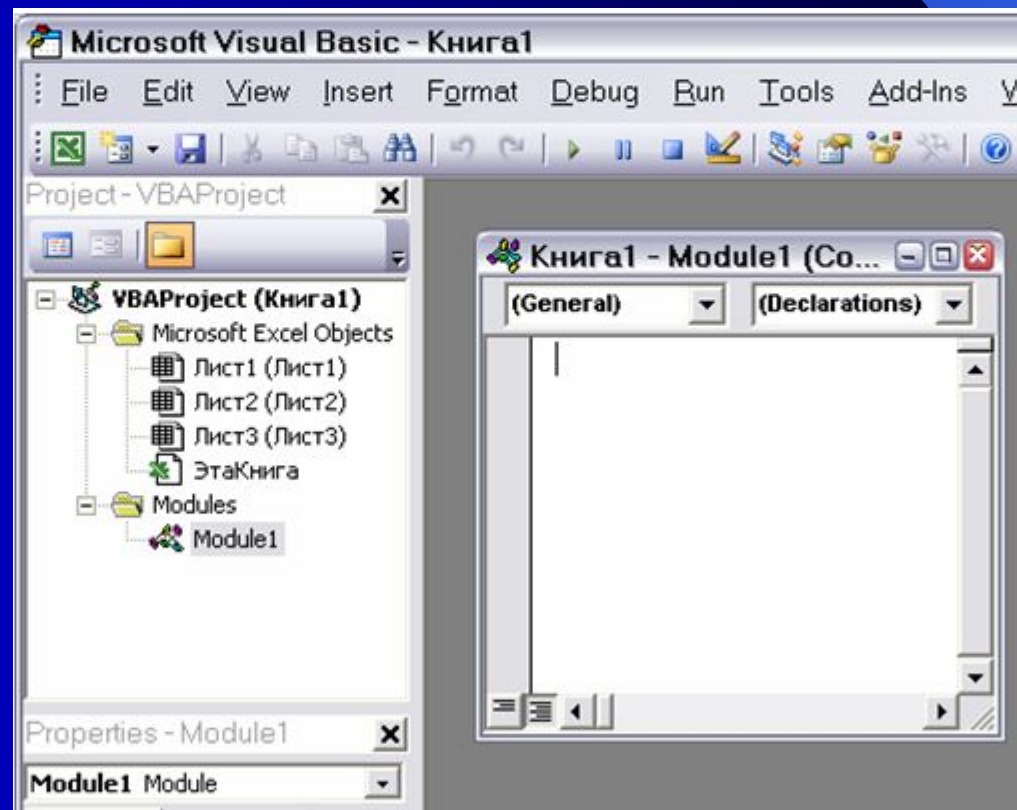 Microsoft Visual Basic - Книга1
File Edit View Insert Format Debug Run Tools Add-Ins
Project - VBAProject
Книга1 - Module1 (Co...
(General) (Declarations)
VBAProject (Книга1)
Microsoft Excel Objects
Лист1 (Лист1)
Лист2 (Лист2)
Лист3 (Лист3)
ЭтаКнига
Modules
Module1
Properties - Module1
Module1 Module